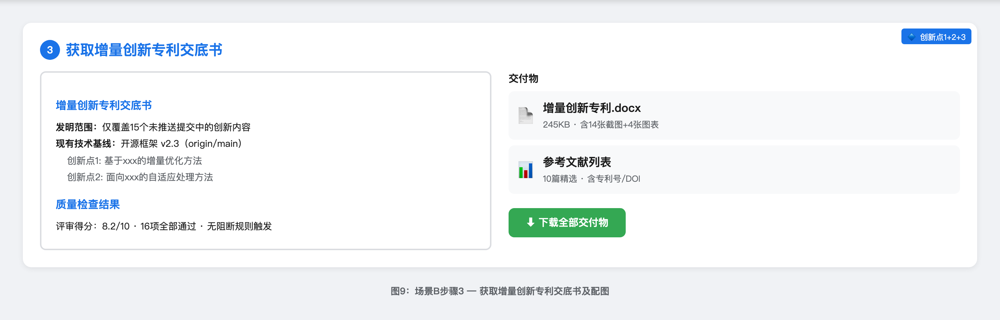 创新点1+2+3
3 获取增量创新专利交底书
增量创新专利交底书
发明范围：仅覆盖15个未推送提交中的创新内容
现有技术基线：开源框架 v2.3（origin/main）
创新点1: 基于xxx的增量优化方法
创新点2: 面向xxx的自适应处理方法
质量检查结果
评审得分：8.2/10 · 16项全部通过 · 无阻断规则触发
交付物
增量创新专利.docx
245KB · 含14张截图+4张图表
参考文献列表
10篇精选 · 含专利号/DOI
⬇ 下载全部交付物
图9：场景B步骤3 — 获取增量创新专利交底书及配图